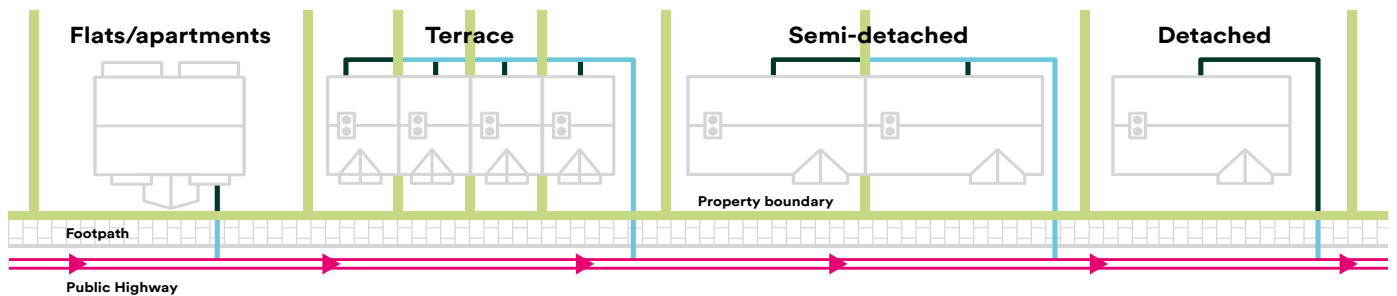 Flats/apartments
Terrace
Semi-detached
Detached
Property boundary
Footpath
Public Highway